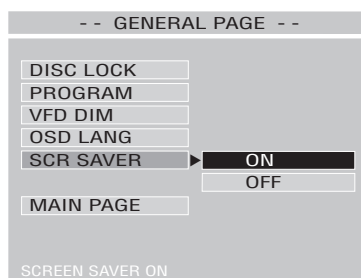 - - GENERAL PAGE - -
DISC LOCK
PROGRAM
VFD DIM
OSD LANG
SCR SAVER ON
OFF
MAIN PAGE
SCREEN SAVER ON